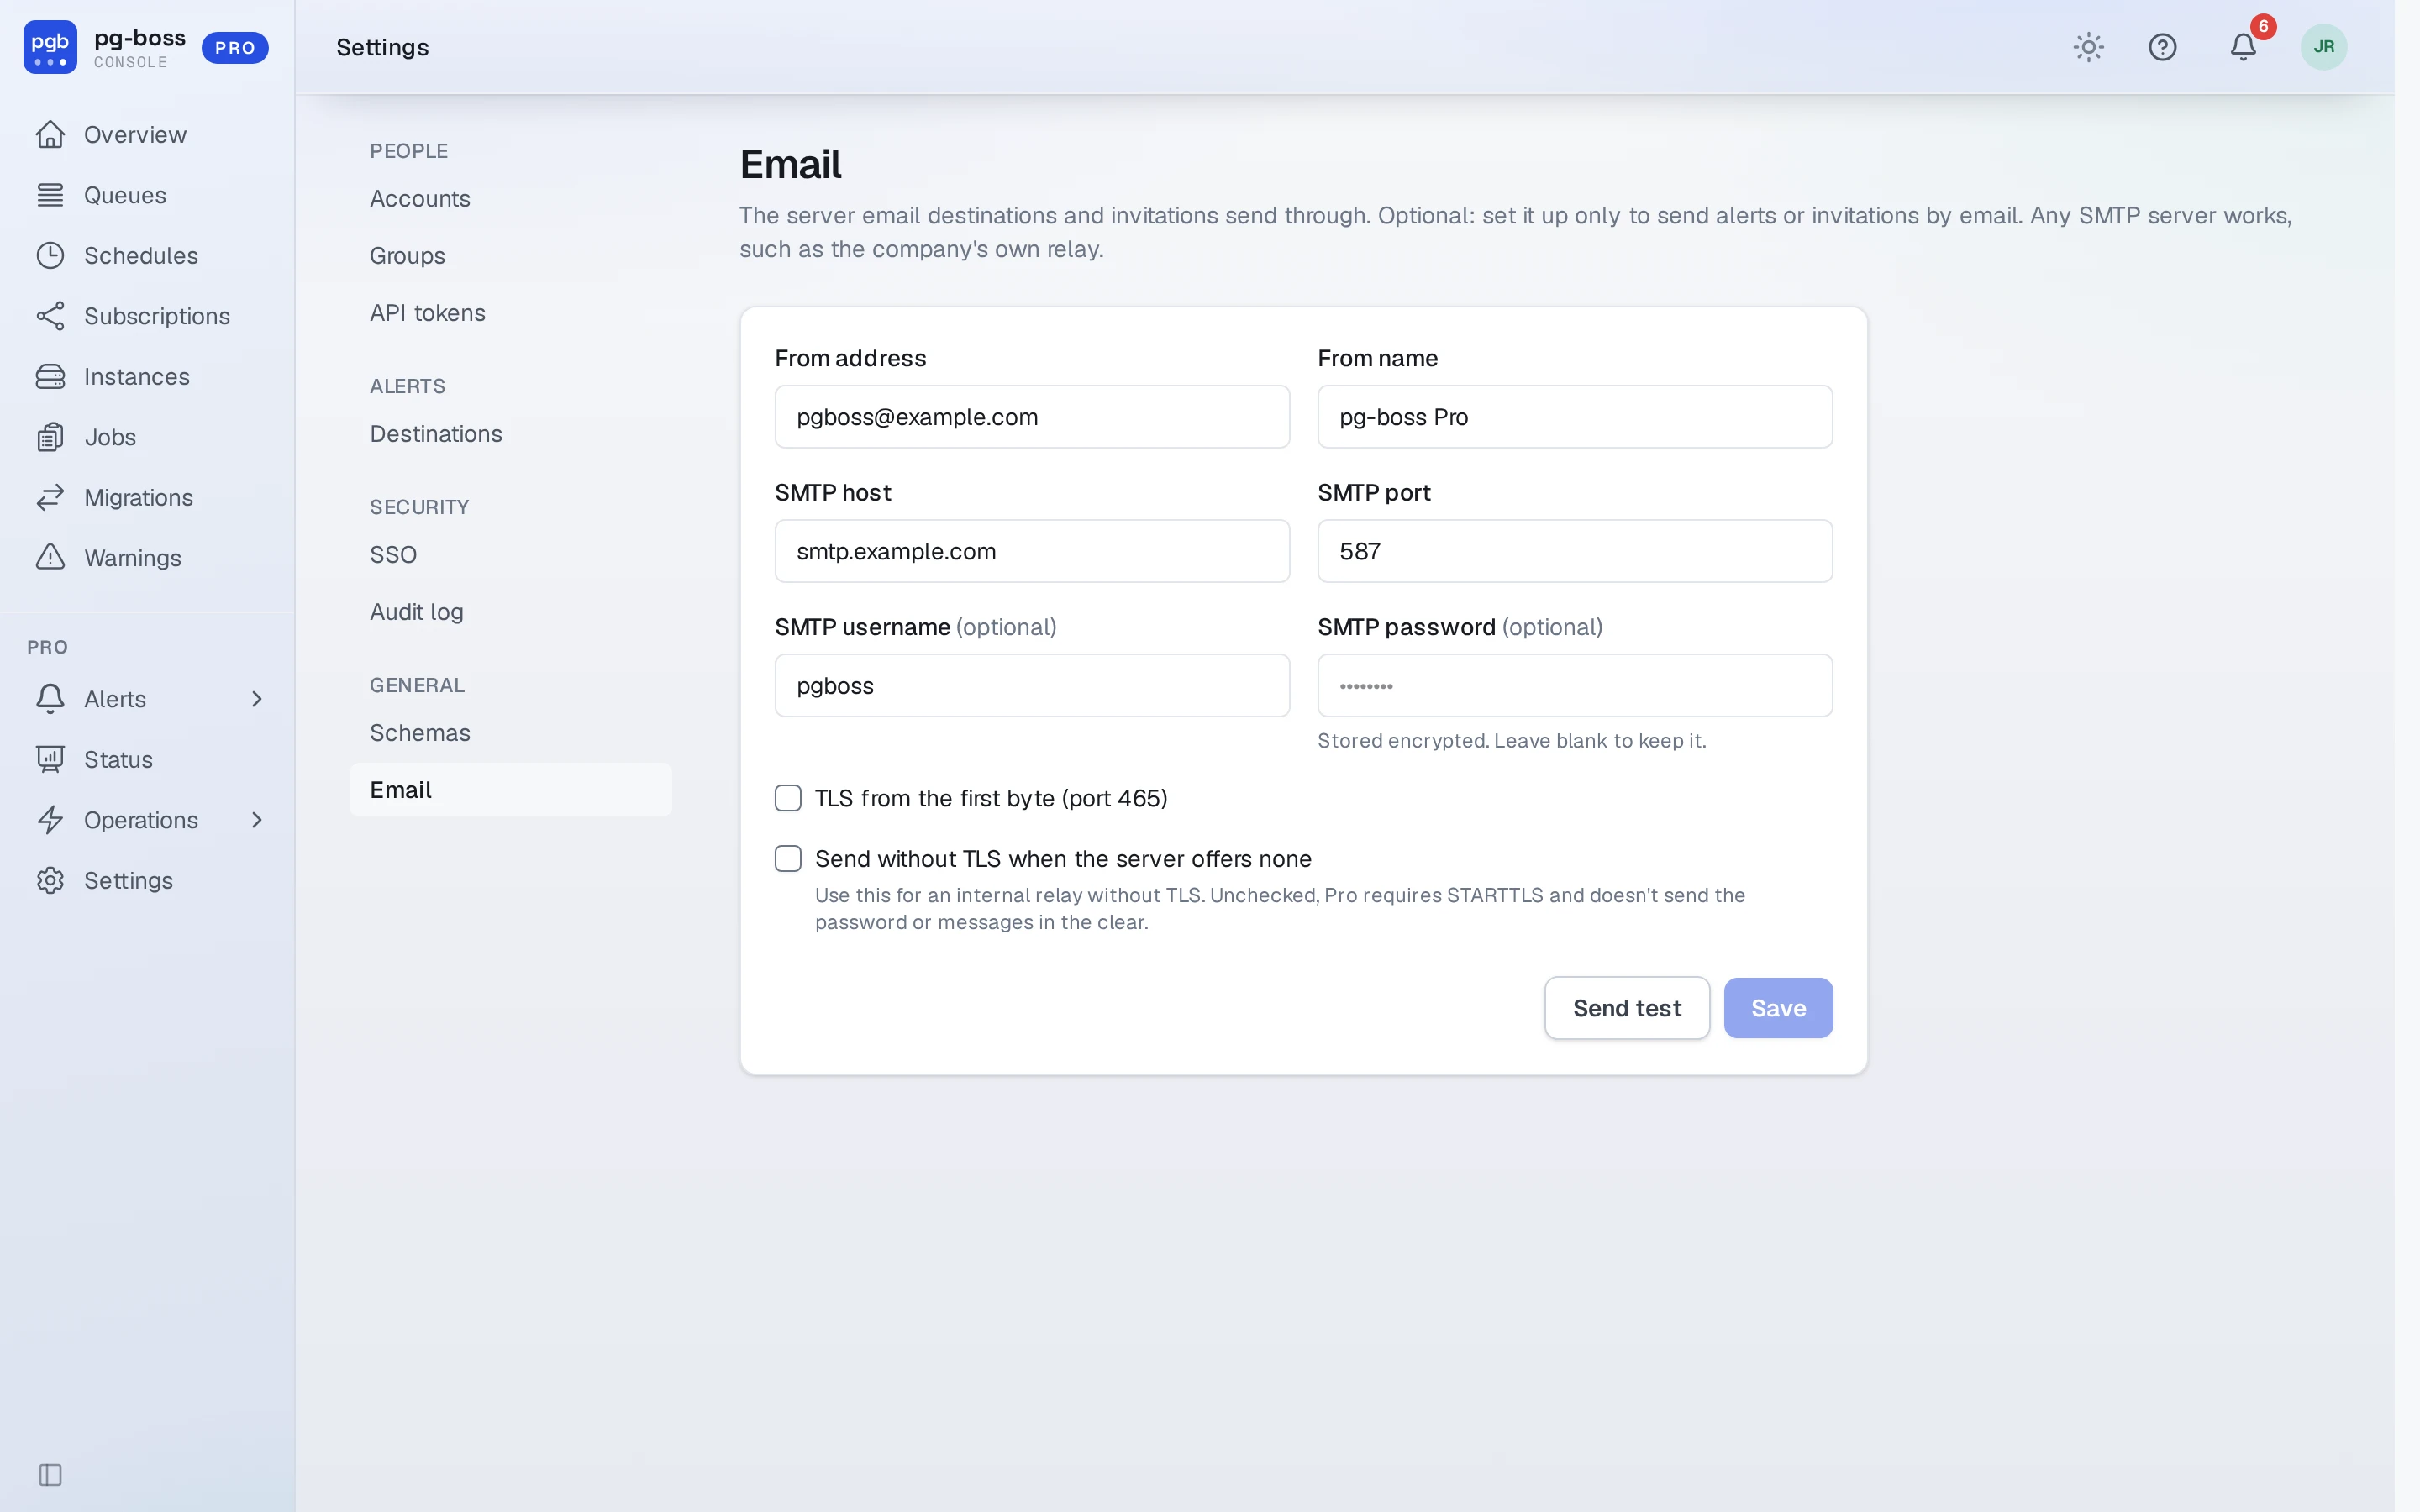 pgb
pg-boss
CONSOLE
PRO
Overview
Queues
Schedules
Subscriptions
Instances
Jobs
Migrations
Warnings
PRO
Alerts
Status
Operations
Settings
Settings
6
JR
PEOPLE
Accounts
Groups
API tokens
ALERTS
Destinations
SECURITY
SSO
Audit log
GENERAL
Schemas
Email
Email
The server email destinations and invitations send through. Optional: set it up only to send alerts or invitations by email. Any SMTP server works,
such as the company's own relay.
From address
From name
pgboss@example.com
pg-boss Pro
SMTP host
SMTP port
smtp.example.com
587
SMTP username (optional)
SMTP password (optional)
pgboss
••••••••
Stored encrypted. Leave blank to keep it.
TLS from the first byte (port 465)
Send without TLS when the server offers none
Use this for an internal relay without TLS. Unchecked, Pro requires STARTTLS and doesn't send the
password or messages in the clear.
Send test
Save